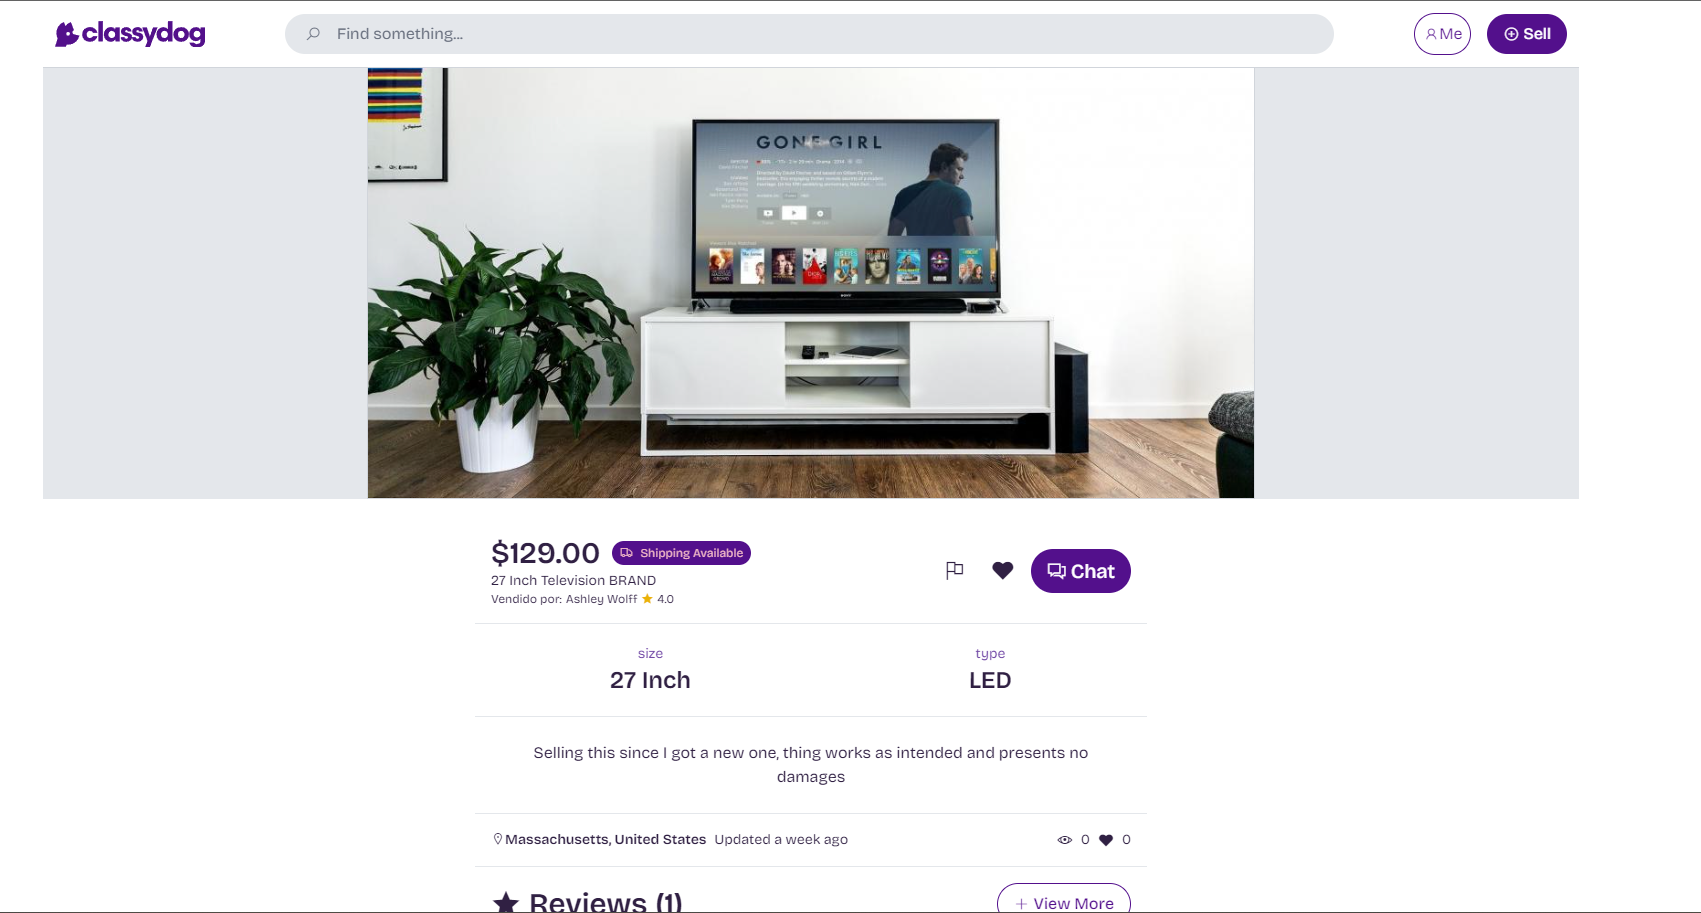 classydog
Find something...
Me
Sell
GONE GIRL
SONY
$129.00
Shipping Available
27 Inch Television BRAND
Vendido por: Ashley Wolff ★ 4.0
Chat
size
27 Inch
type
LED
Selling this since I got a new one, thing works as intended and presents no
damages
Massachusetts, United States Updated a week ago
0 0
Reviews (1)
+ View More